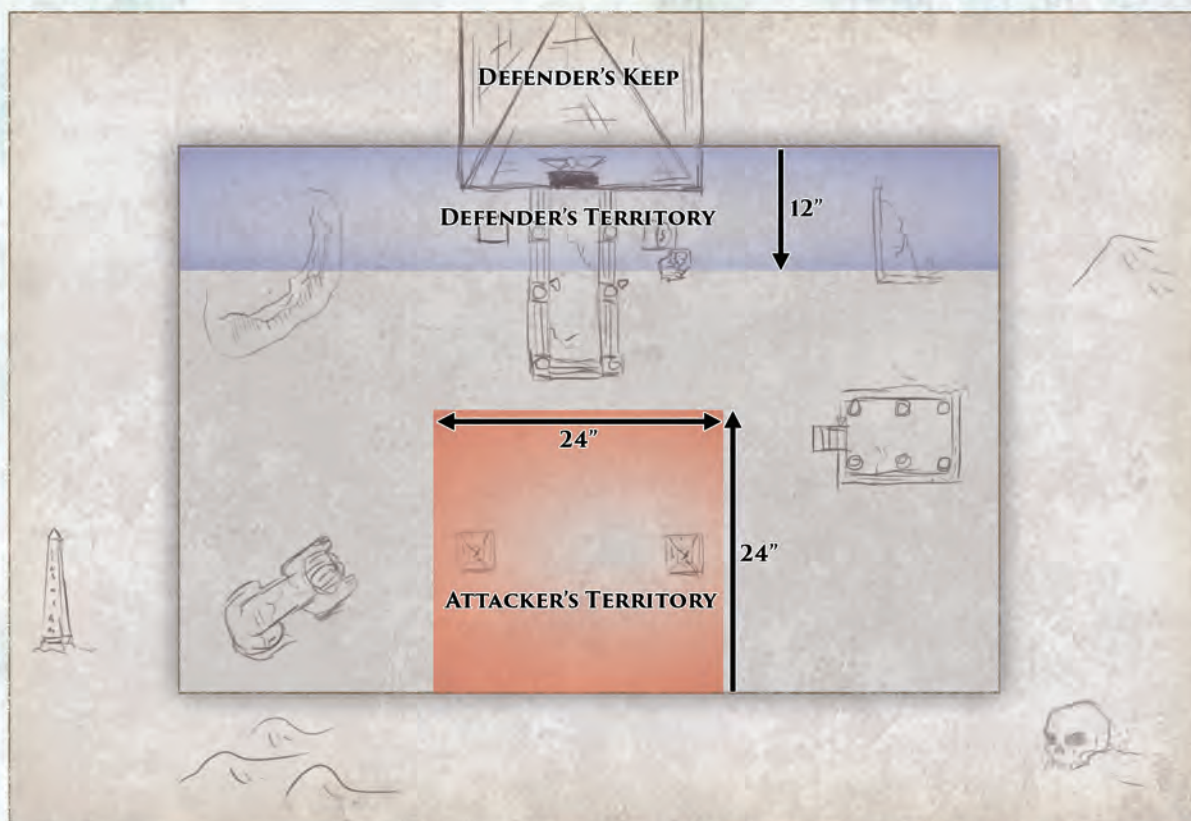 DEFENDER'S KEEP
DEFENDER'S TERRITORY
12"
24"
24"
ATTACKER'S TERRITORY